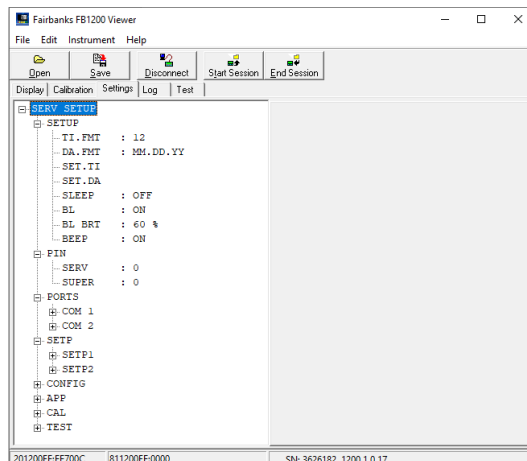 Fairbanks FB1200 Viewer
File Edit Instrument Help
Open Save Disconnect Start Session End Session
Display Calibration Settings Log Test
SERV SETUP
SETUP
TI.FMT : 12
DA.FMT : MM.DD.YY
SET.TI
SET.DA
SLEEP : OFF
BL : ON
BL BRT : 60 %
BEEP : ON
PIN
SERV : 0
SUPER : 0
PORTS
COM 1
COM 2
SETP
SETP1
SETP2
CONFIG
APP
CAL
TEST
201200EE:EE700C 811200EE:0000 SN: 3626182 1200.1.0.17